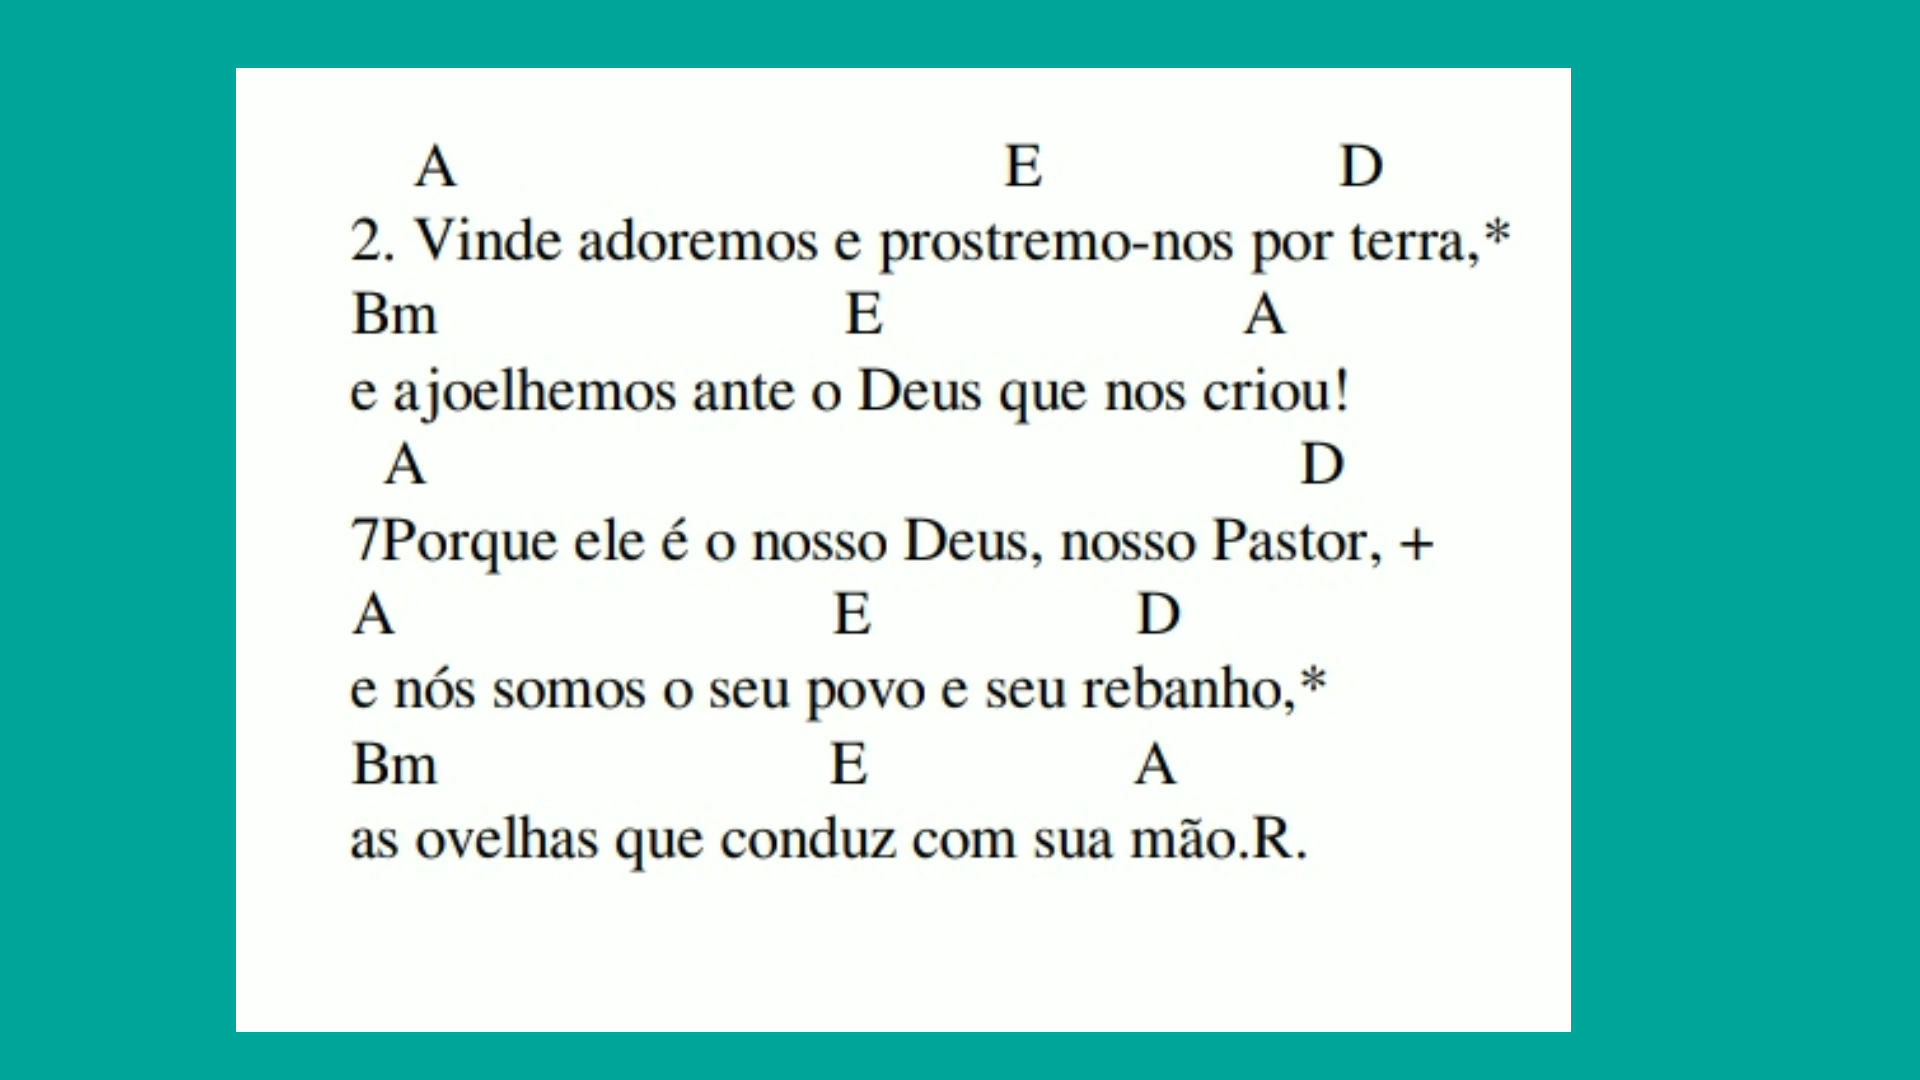 A E D
2. Vinde adoremos e prostremo-nos por terra,*
Bm E A
e ajoelhemos ante o Deus que nos criou!
A D
7Porque ele é o nosso Deus, nosso Pastor, +
A E D
e nós somos o seu povo e seu rebanho,*
Bm E A
as ovelhas que conduz com sua mão.R.